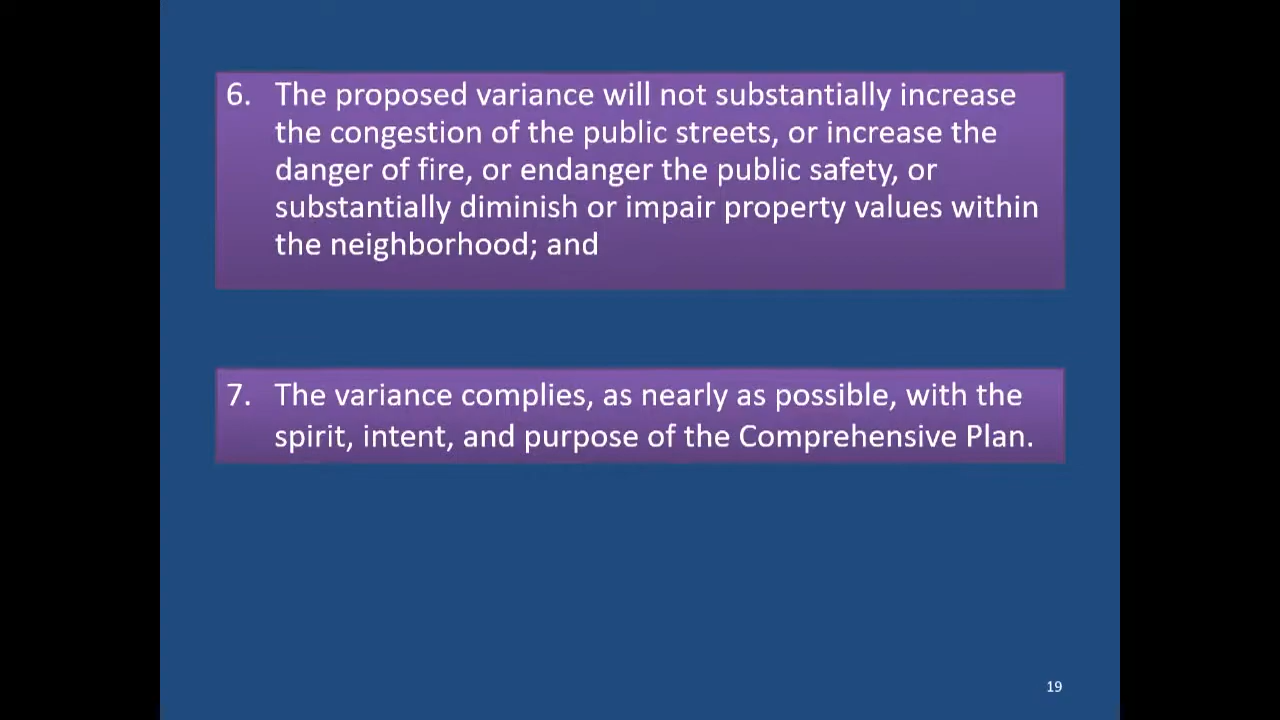 6. The proposed variance will not substantially increase
the congestion of the public streets, or increase the
danger of fire, or endanger the public safety, or
substantially diminish or impair property values within
the neighborhood; and
7. The variance complies, as nearly as possible, with the
spirit, intent, and purpose of the Comprehensive Plan.
19